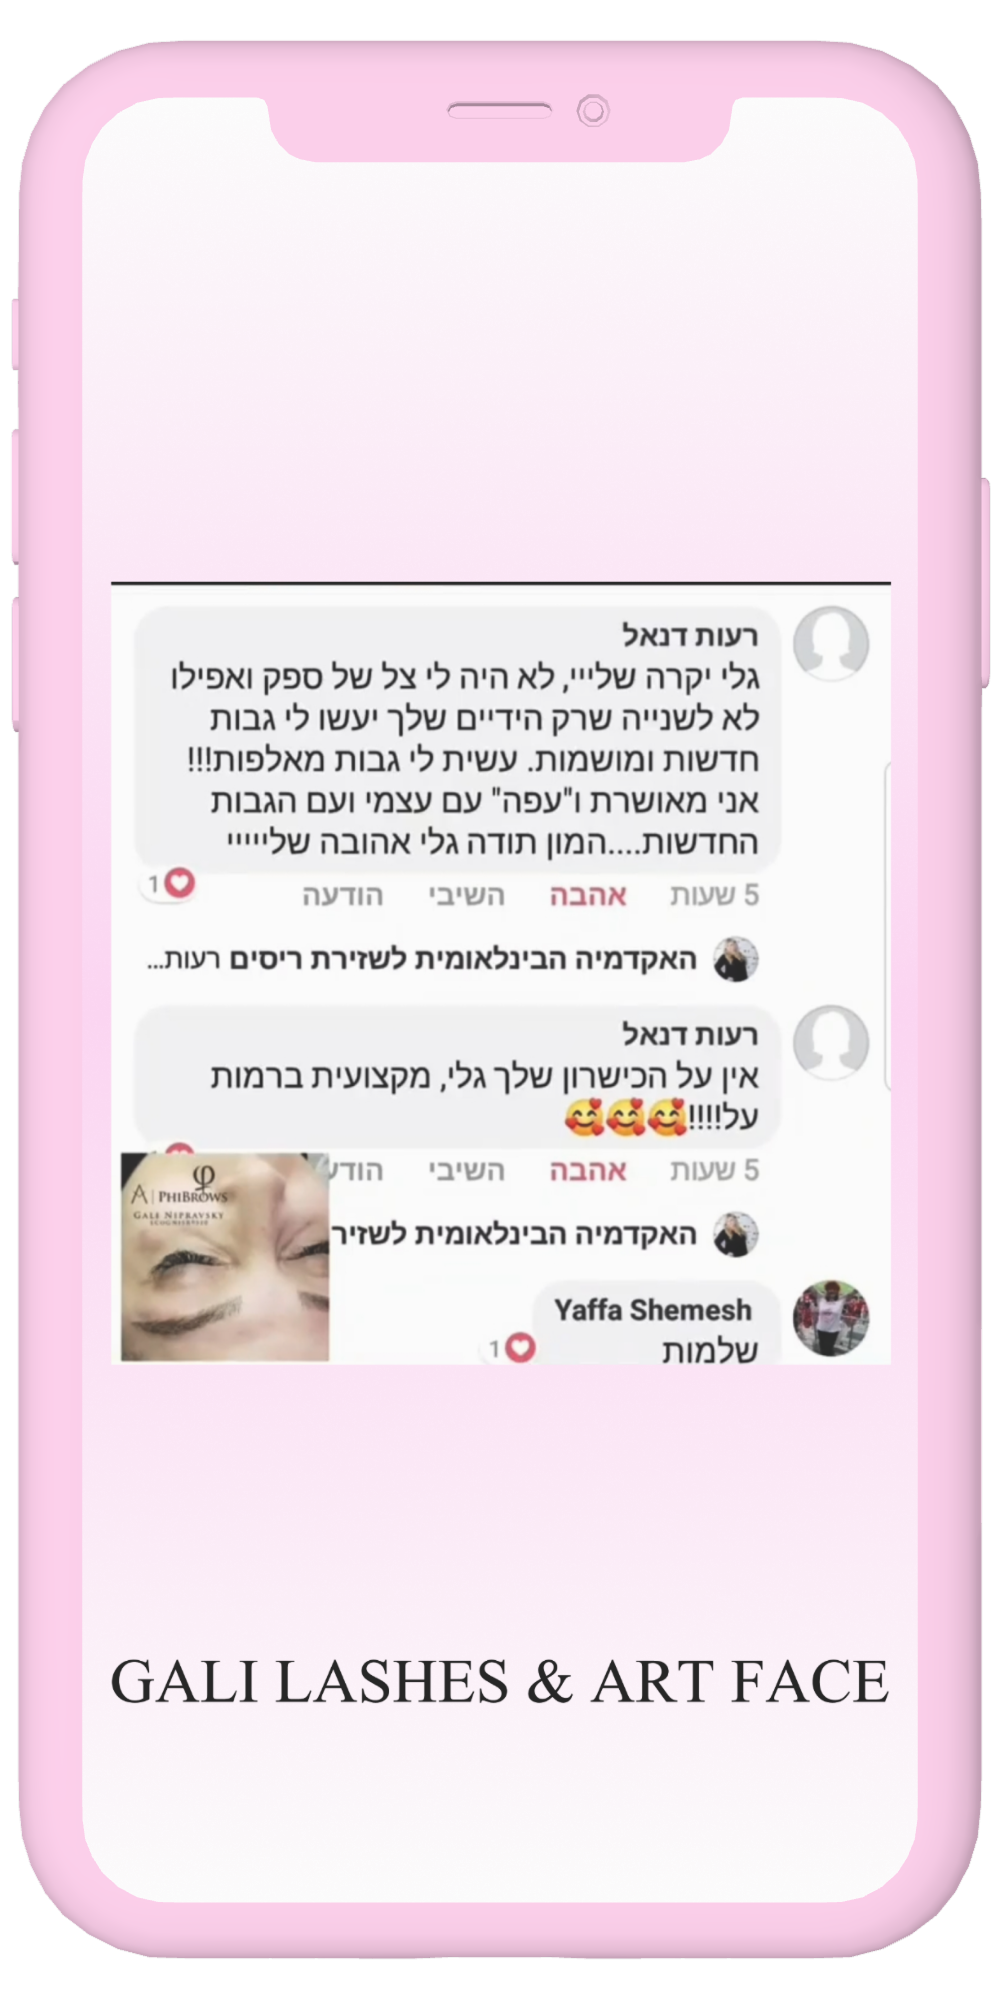 רעות דנאל
גלי יקרה שלייי, לא היה לי צל של ספק ואפילו
לא לשנייה שרק הידיים שלך יעשו לי גבות
חדשות ומושמות. עשית לי גבות מאלפות!!!
אני מאושרת ו"עפה" עם עצמי ועם הגבות
החדשות....המון תודה גלי אהובה שלייייי
5 שעות אהבה השיבי הודעה 1
האקדמיה הבינלאומית לשזירת ריסים רעות...
רעות דנאל
אין על הכישרון שלך גלי, מקצועית ברמות
על!!!!🥰🥰🥰
5 שעות אהבה השיבי
האקדמיה הבינלאומית לשזיר
A | PHIBROWS
GALE NIPRAVSKY
Yaffa Shemesh
שלמות 1
GALI LASHES & ART FACE